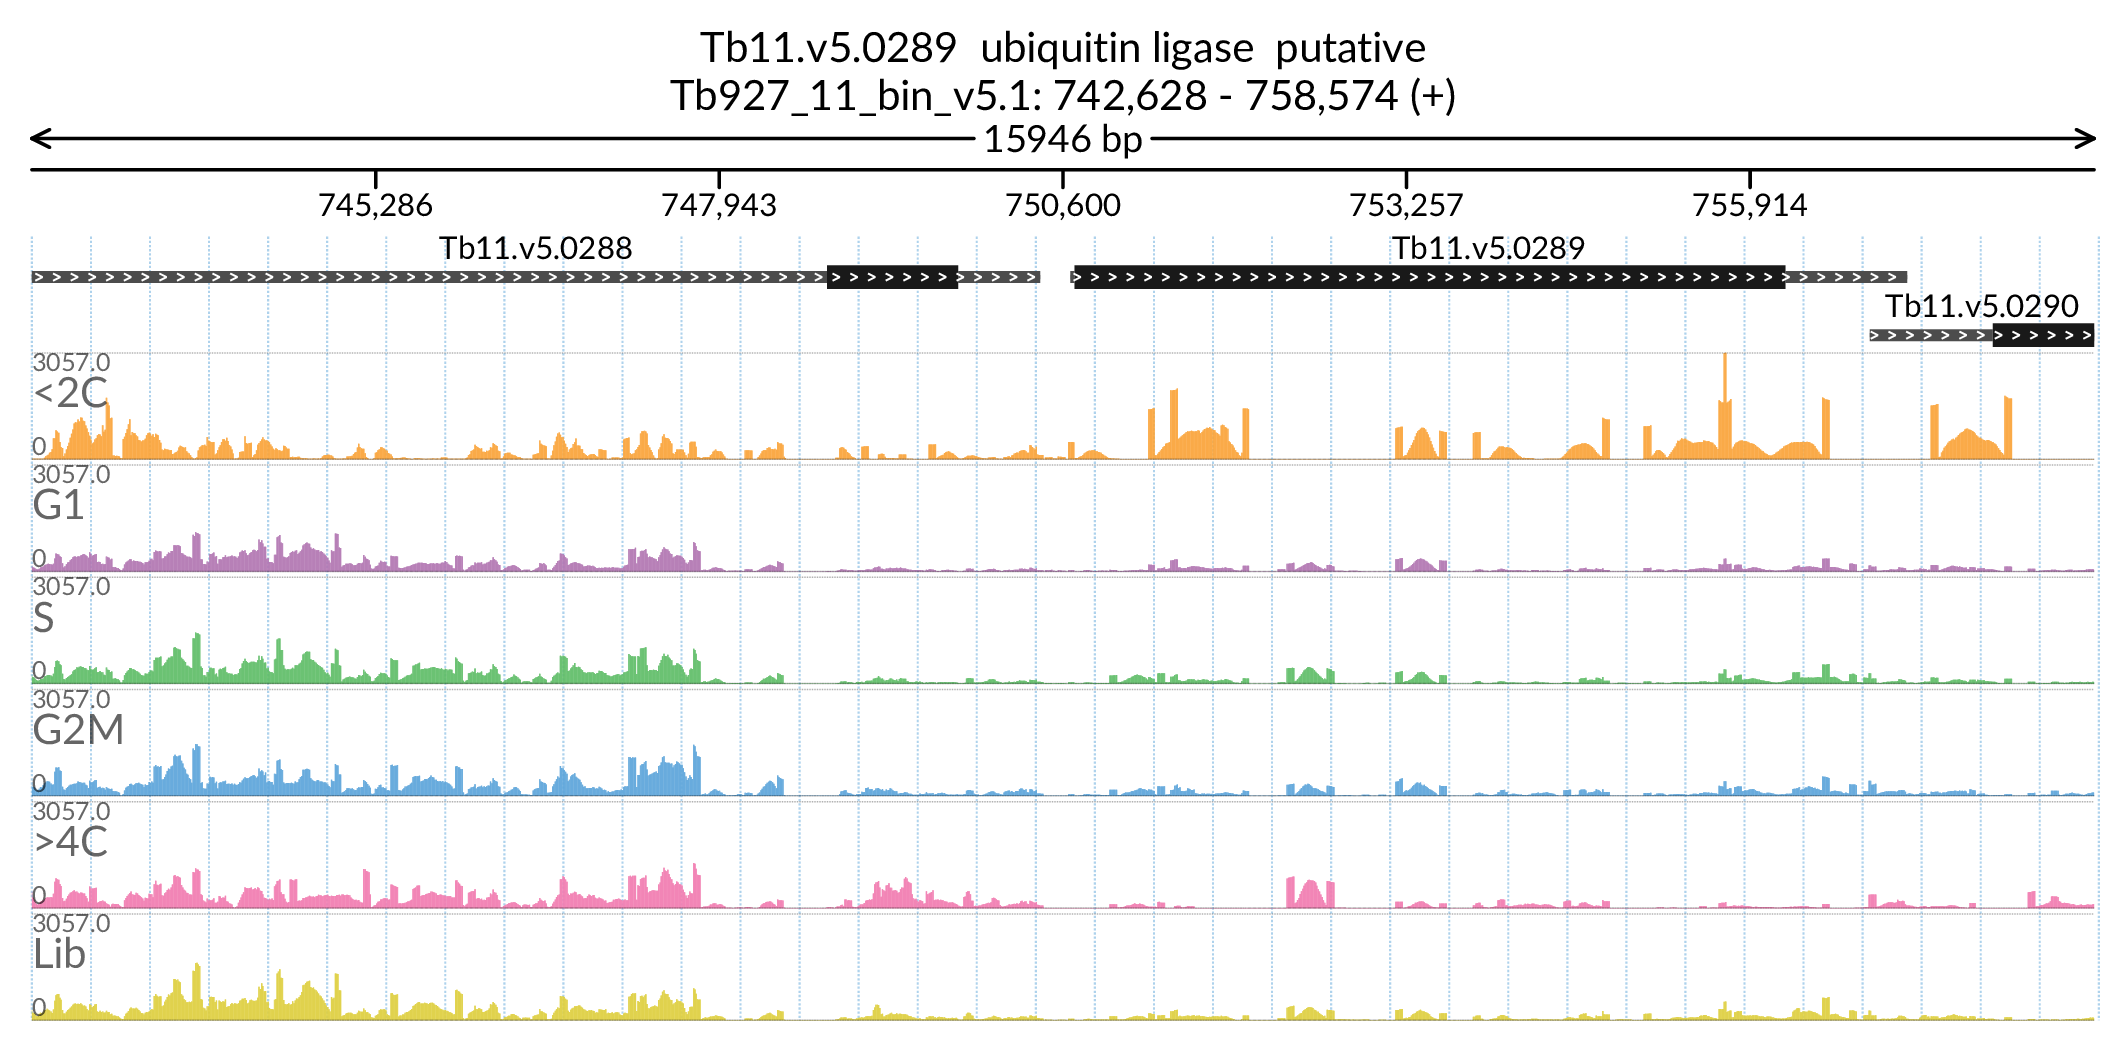 Tb11.v5.0289 ubiquitin ligase putative
Tb927_11_bin_v5.1: 742,628 - 758,574 (+)
15946 bp
745,286 747,943 750,600 753,257 755,914
Tb11.v5.0288 Tb11.v5.0289
Tb11.v5.0290
3057.0
<2C
0
3057.0
G1
0
3057.0
S
0
3057.0
G2M
0
3057.0
>4C
0
3057.0
Lib
0